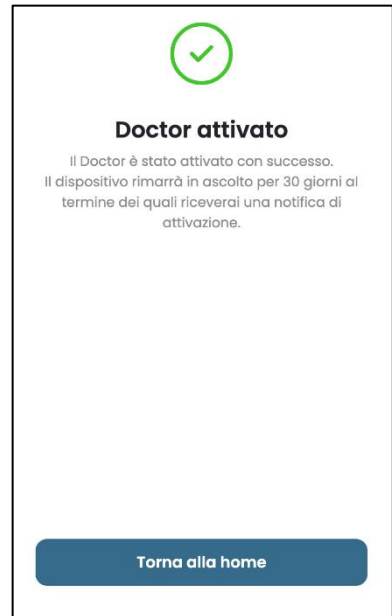 Doctor attivato
Il Doctor è stato attivato con successo.
Il dispositivo rimarrà in ascolto per 30 giorni al
termine dei quali riceverai una notifica di
attivazione.
Torna alla home